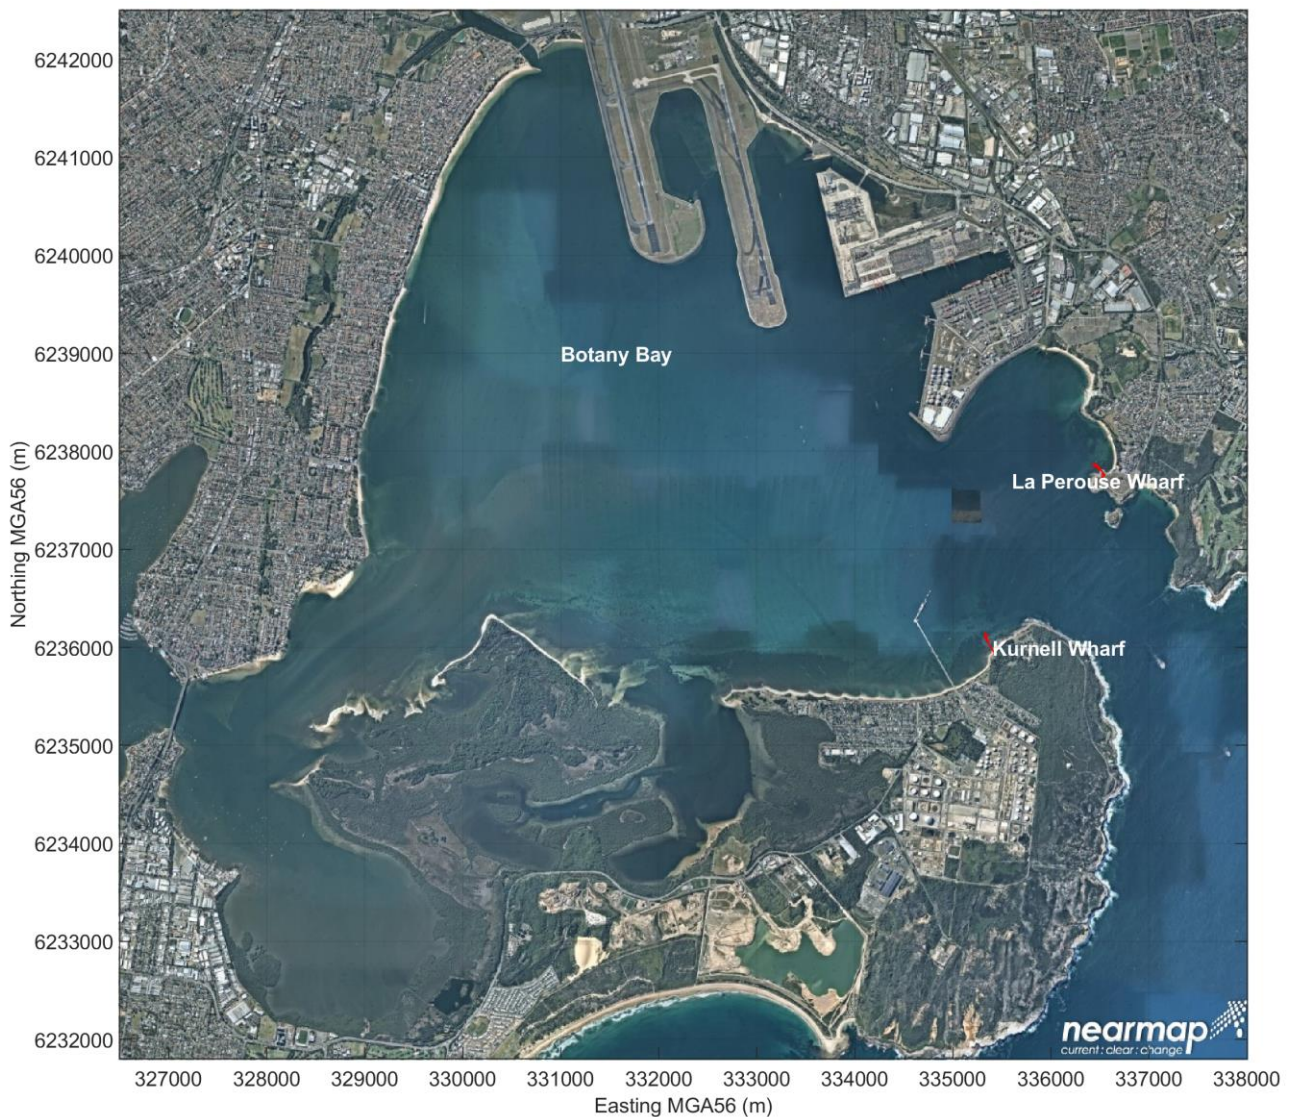 6242000
6241000
6240000
6239000
Botany Bay
6238000
La Perouse Wharf
6237000
6236000
Kurnell Wharf
6235000
6234000
6233000
6232000
nearmap
current : clear : change
327000 328000 329000 330000 331000 332000 333000 334000 335000 336000 337000 338000
Easting MGA56 (m)
Northing MGA56 (m)